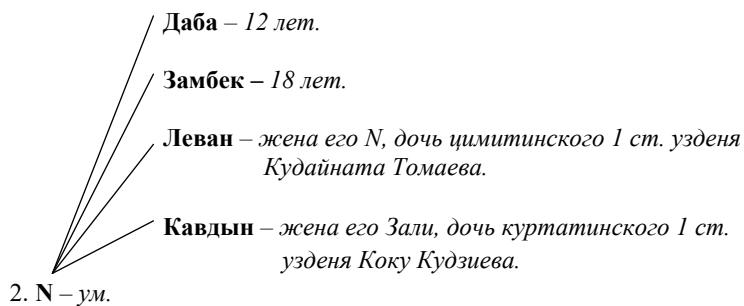 Даба – 12 лет.
Замбек – 18 лет.
Леван – жена его N, дочь цимитинского 1 ст. узденя
Кудайната Томаева.
Кавдын – жена его Зали, дочь куртатинского 1 ст.
узденя Коку Кудзиева.
2. N – ум.